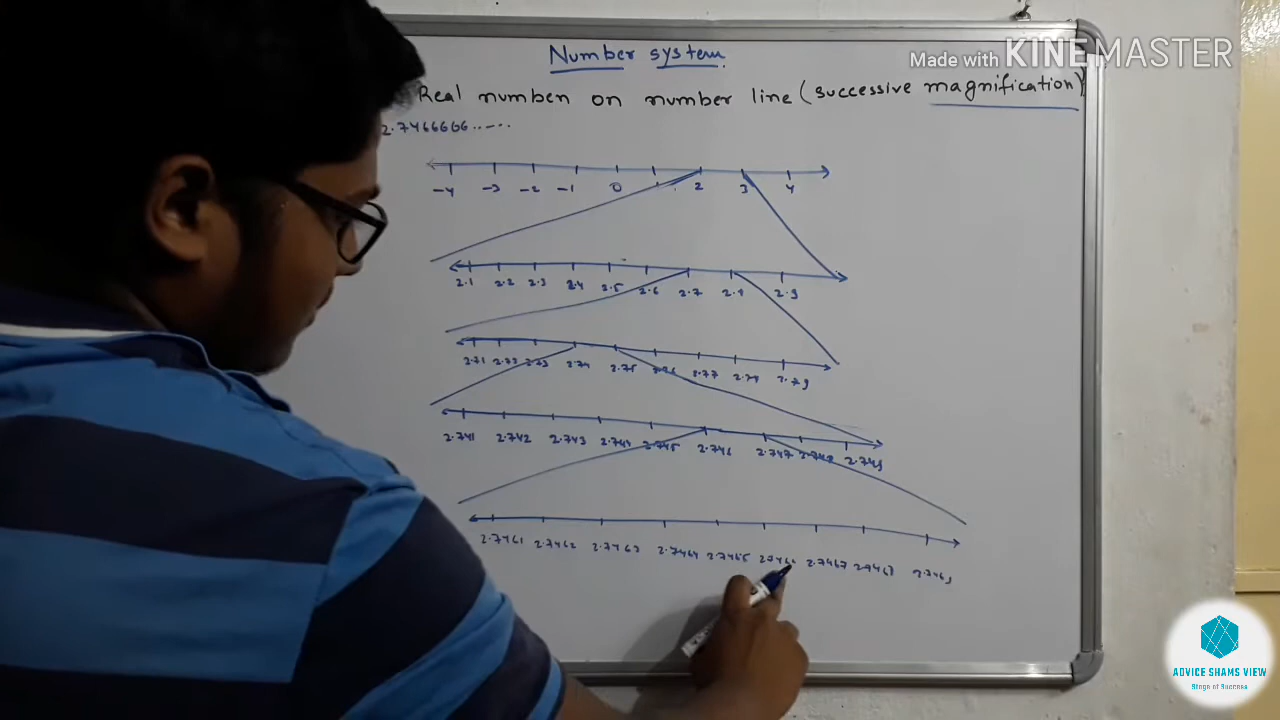 Number system.
Made with KINEMASTER
Real number on number line (successive magnification)
2.7466666.....
-4 -3 -2 -1 0 2 3 4
2.1 2.2 2.3 2.4 2.5 2.6 2.7 2.8 2.9
2.71 2.72 2.73 2.74 2.75 2.76 2.77 2.78 2.79
2.741 2.742 2.743 2.744 2.745 2.746 2.747 2.748 2.749
2.7461 2.7462 2.7463 2.7464 2.7465 2.7466 2.7467 2.7468 2.7469
ADVICE SHAMS VIEW
Stage of Success